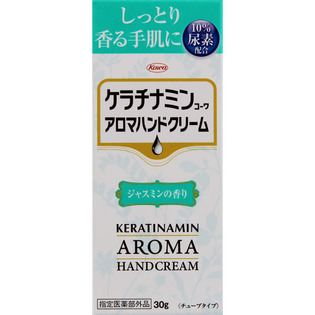 しっとり
香る手肌に
10%
尿素
配合
Kowa
ケラチナミンコーワ
アロマハンドクリーム
ジャスミンの香り
KERATINAMIN
AROMA
HANDCREAM
指定医薬部外品
30g
〈チューブタイプ〉